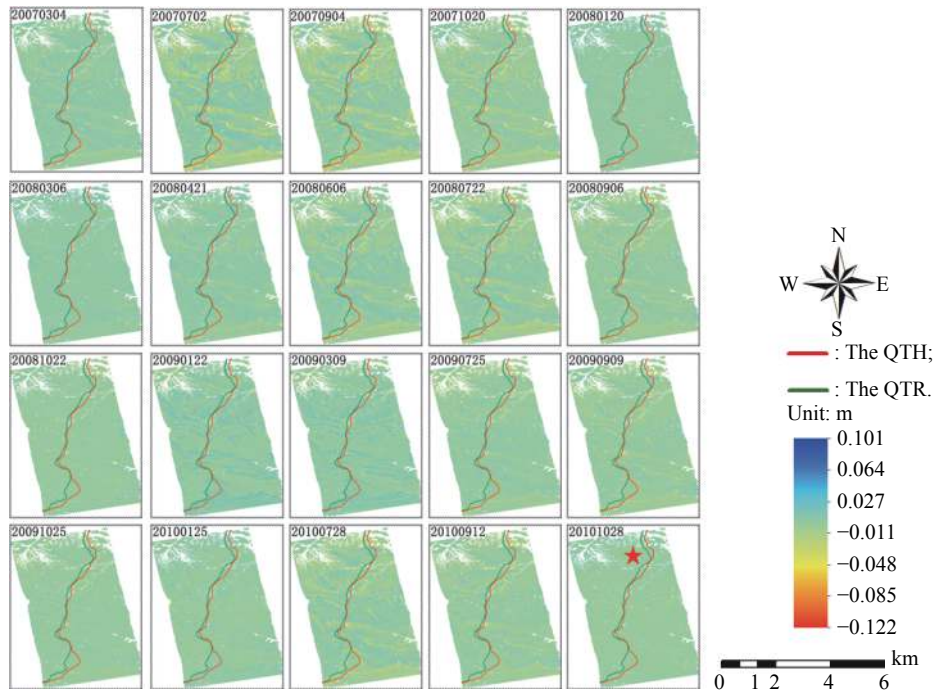 20070304 20070702 20070904 20071020 20080120
20080306 20080421 20080606 20080722 20080906
20081022 20090122 20090309 20090725 20090909
20091025 20100125 20100728 20100912 20101028
N
W E
S
: The QTH;
: The QTR.
Unit: m
0.101
0.064
0.027
−0.011
−0.048
−0.085
−0.122
km
0 1 2 4 6